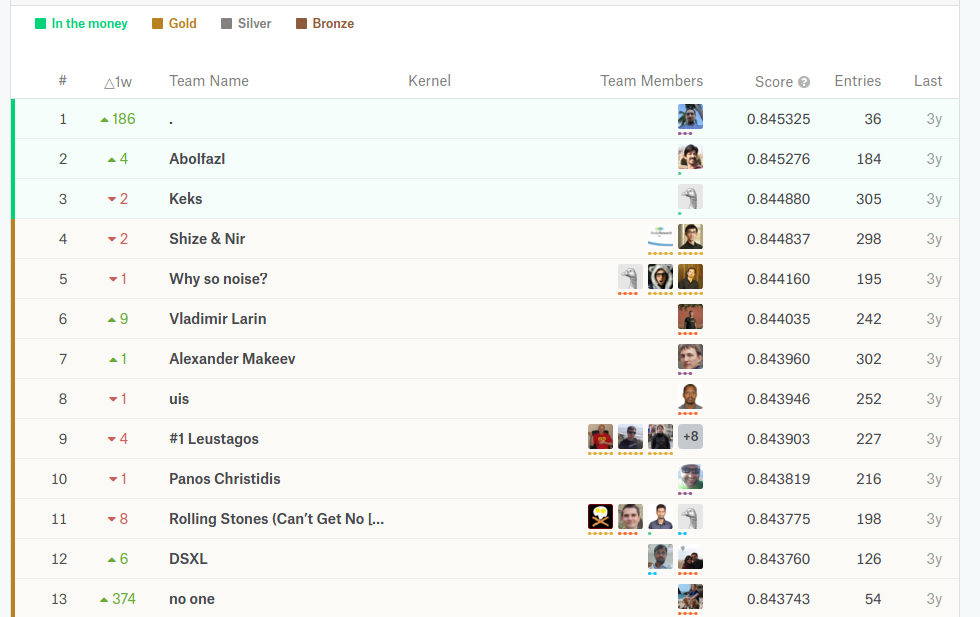 In the money Gold Silver Bronze
# △1w Team Name Kernel Team Members Score ? Entries Last
1 ▲ 186 . 0.845325 36 3y
2 ▲ 4 Abolfazl 0.845276 184 3y
3 ▼ 2 Keks 0.844880 305 3y
4 ▼ 2 Shize & Nir 0.844837 298 3y
5 ▼ 1 Why so noise? 0.844160 195 3y
6 ▲ 9 Vladimir Larin 0.844035 242 3y
7 ▲ 1 Alexander Makeev 0.843960 302 3y
8 ▼ 1 uis 0.843946 252 3y
9 ▼ 4 #1 Leustagos +8 0.843903 227 3y
10 ▼ 1 Panos Christidis 0.843819 216 3y
11 ▼ 8 Rolling Stones (Can't Get No [... 0.843775 198 3y
12 ▲ 6 DSXL 0.843760 126 3y
13 ▲ 374 no one 0.843743 54 3y